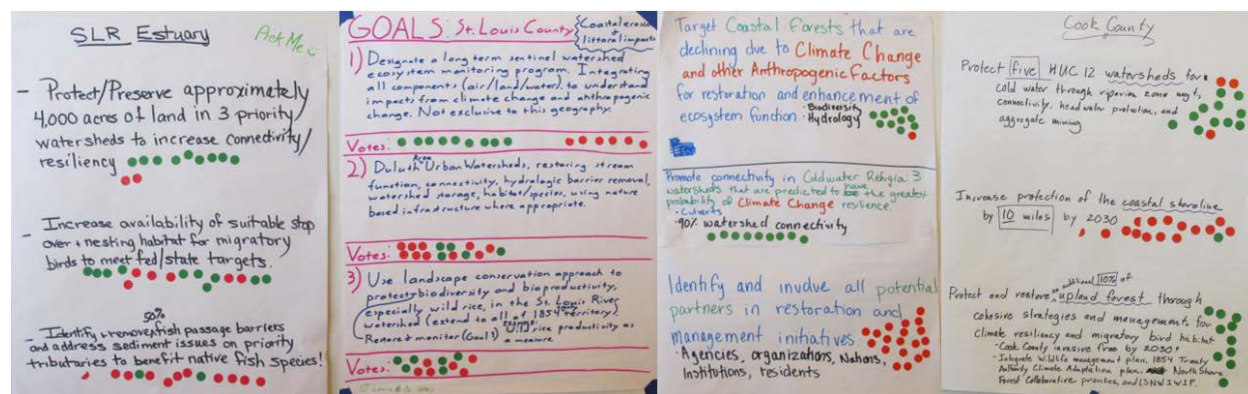 SLR Estuary
Pick Me
- Protect/Preserve approximately
4,000 acres of land in 3 priority
watersheds to increase connectivity/
resiliency
- Increase availability of suitable stop
over + nesting habitat for migratory
birds to meet fed/state targets.
50%
- Identify + remove fish passage barriers
and address sediment issues on priority
tributaries to benefit native fish species!
GOALS: St. Louis County
Coastal erosion
+
littoral impacts
1) Designate a long term sentinel watershed
ecosystem monitoring program. Integrating
all components (air/land/water) to understand
impacts from climate change and anthropogenic
change. Not exclusive to this geography.
Votes:
2) Duluth Area Urban Watersheds, restoring stream
function, connectivity, hydrologic barrier removal,
watershed storage, habitat/species, using nature
based infrastructure where appropriate.
Votes:
3) Use landscape conservation approach to
protect biodiversity and bioproductivity,
especially wild rice, in the St. Louis River
watershed (extend to all of 1854 territory).
Restore & monitor (Goal 1) wild rice productivity as
a measure
Votes:
Target Coastal Forests that are
declining due to Climate Change
and other Anthropogenic Factors
for restoration and enhancement of
ecosystem function
· Biodiversity
· Hydrology
Promote connectivity in Coldwater Refugia: 3
watersheds that are predicted to have the greatest
probability of Climate Change resilience.
- Culverts
· 90% watershed connectivity
Identify and involve all potential
partners in restoration and
management initiatives
· Agencies, organizations, Nations,
Institutions, residents
Cook County
Protect five HUC 12 watersheds for
cold water through riparian zone mgt,
connectivity, headwater protection, and
aggregate mining
Increase protection of the coastal shoreline
by 10 miles by 2030
additional 10% of
Protect and restore an upland forest through
cohesive strategies and management for
climate resiliency and migratory bird habitat
- Cook County invasive free by 2030!
- Integrate Wildlife management plan, 1854 Treaty
Authority Climate Adaptation plan, North Shore
Forest Collaborative priorities, and LSNW1W1P.